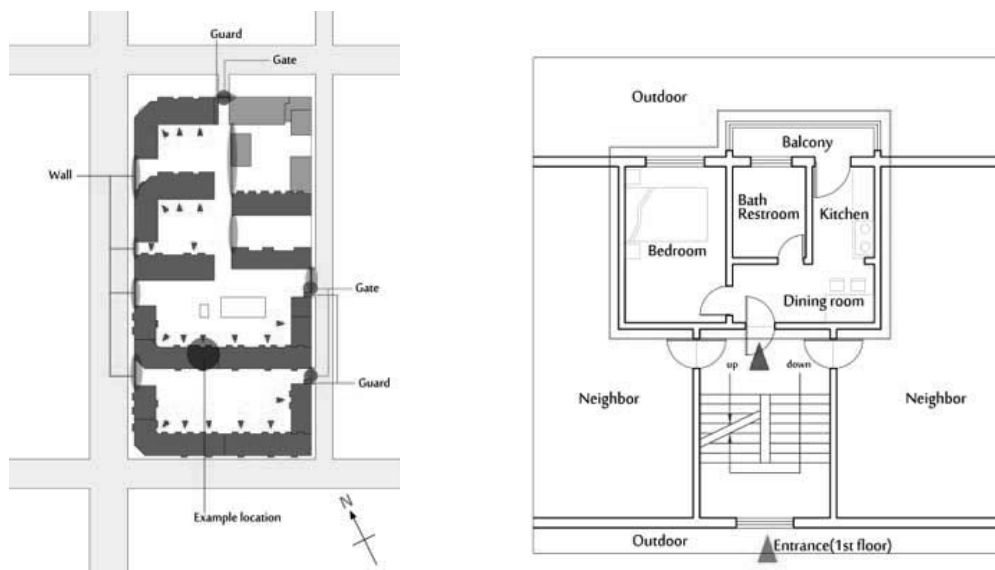 Guard
Gate
Wall
Gate
Guard
Example location
N
Outdoor
Balcony
Bath
Restroom
Kitchen
Bedroom
Dining room
up
down
Neighbor
Neighbor
Outdoor
Entrance(1st floor)